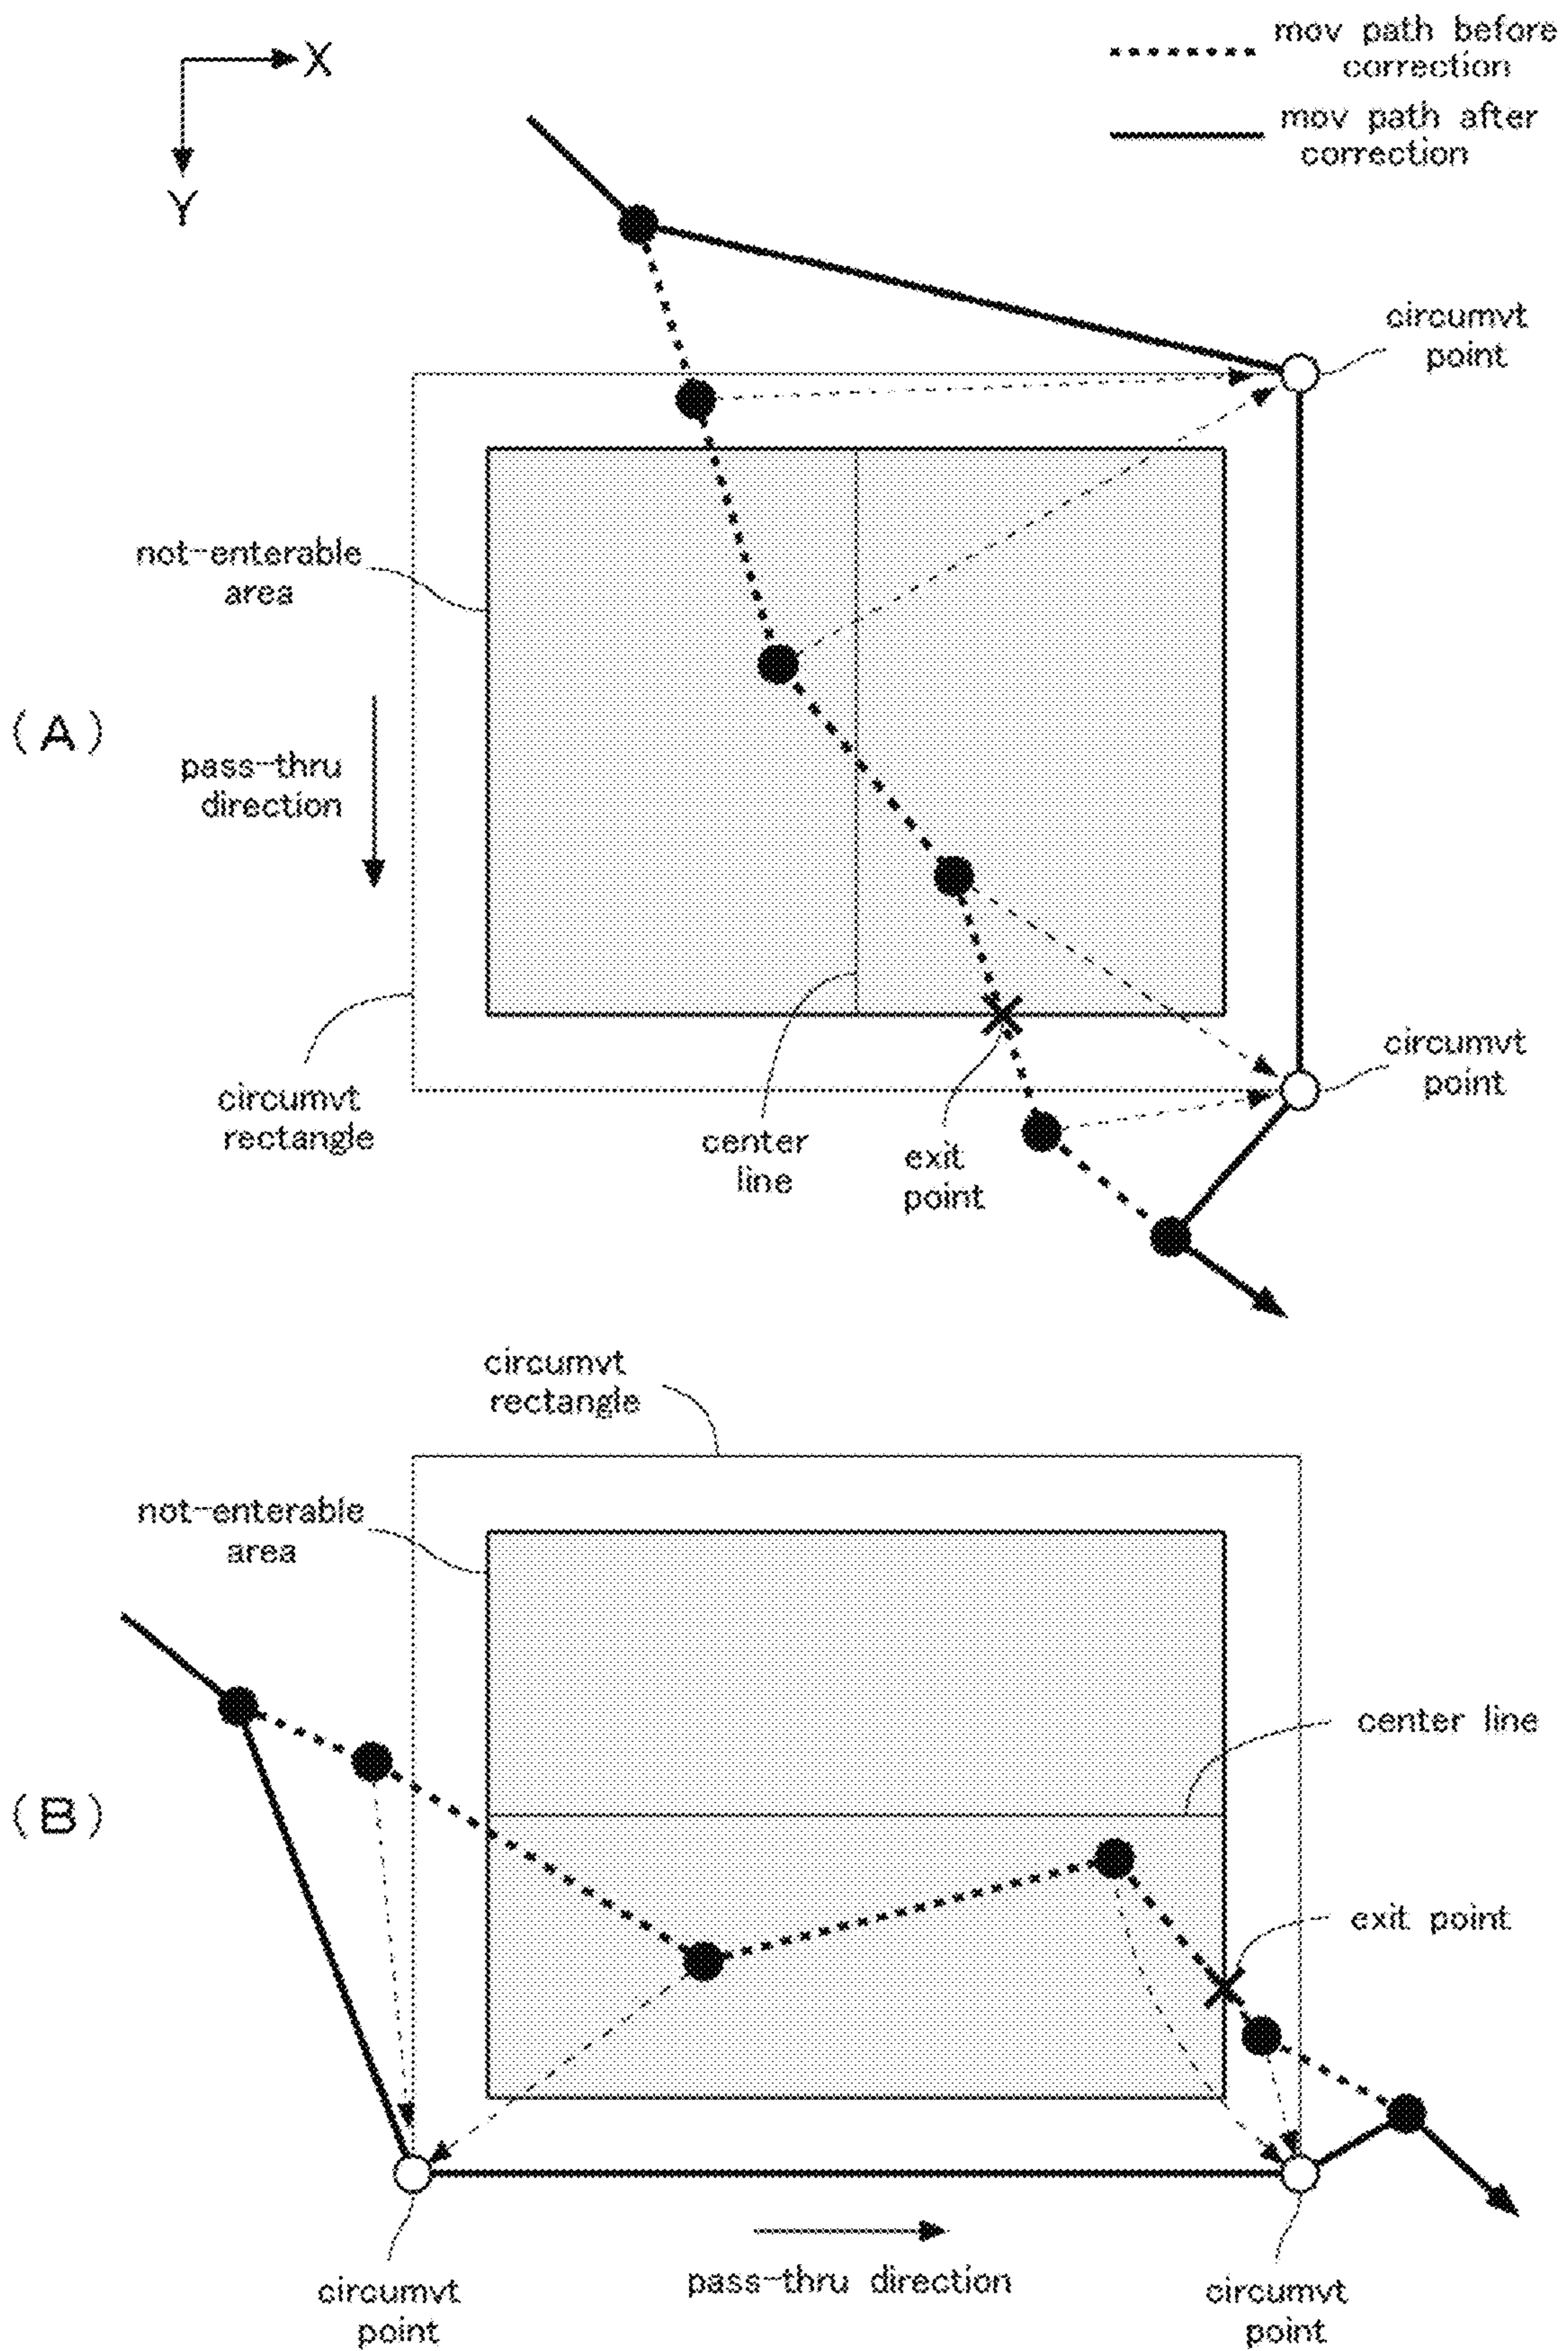 mov path before
correction
mov path after
correction
X
Y
circumvt
point
not-enterable
area
(A)
pass-thru
direction
circumvt
rectangle
center
line
exit
point
circumvt
point
circumvt
rectangle
not-enterable
area
center line
(B)
exit point
circumvt
point
pass-thru direction
circumvt
point